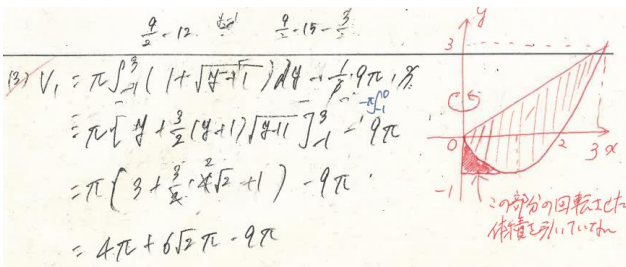 9/2 - 12     9/2 - 15 - 3/2
(3) V₁ = π∫₋₁³ (1+√(y+1)) dy - 1/3 · 9π · 3
-π∫₋₁⁰
= π[y + 3/2 (y+1)√(y+1)]₋₁³ - 9π
= π(3 + 3/2 · 4√2 + 1) - 9π
2
= 4π + 6√2π - 9π
y
3
0
2
3 x
-1
この部分の回転させた
体積を引いていない